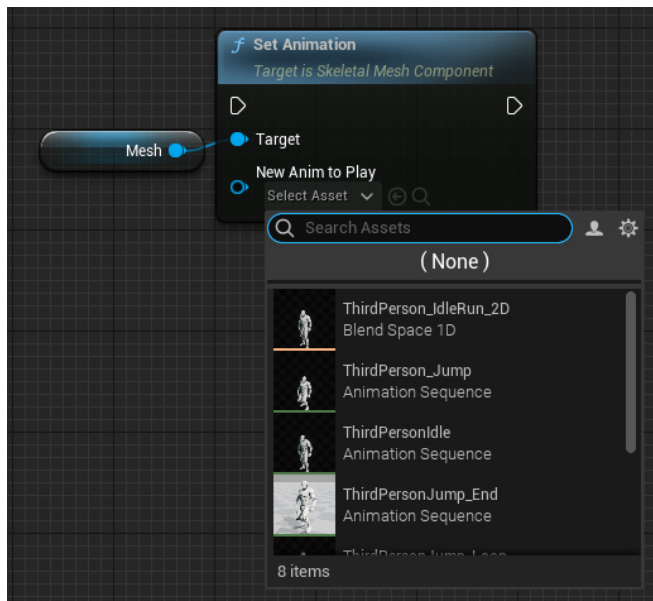 f Set Animation
Target is Skeletal Mesh Component
Mesh
Target
New Anim to Play
Select Asset
Search Assets
( None )
ThirdPerson_IdleRun_2D
Blend Space 1D
ThirdPerson_Jump
Animation Sequence
ThirdPersonIdle
Animation Sequence
ThirdPersonJump_End
Animation Sequence
ThirdPersonJump_Loop
8 items